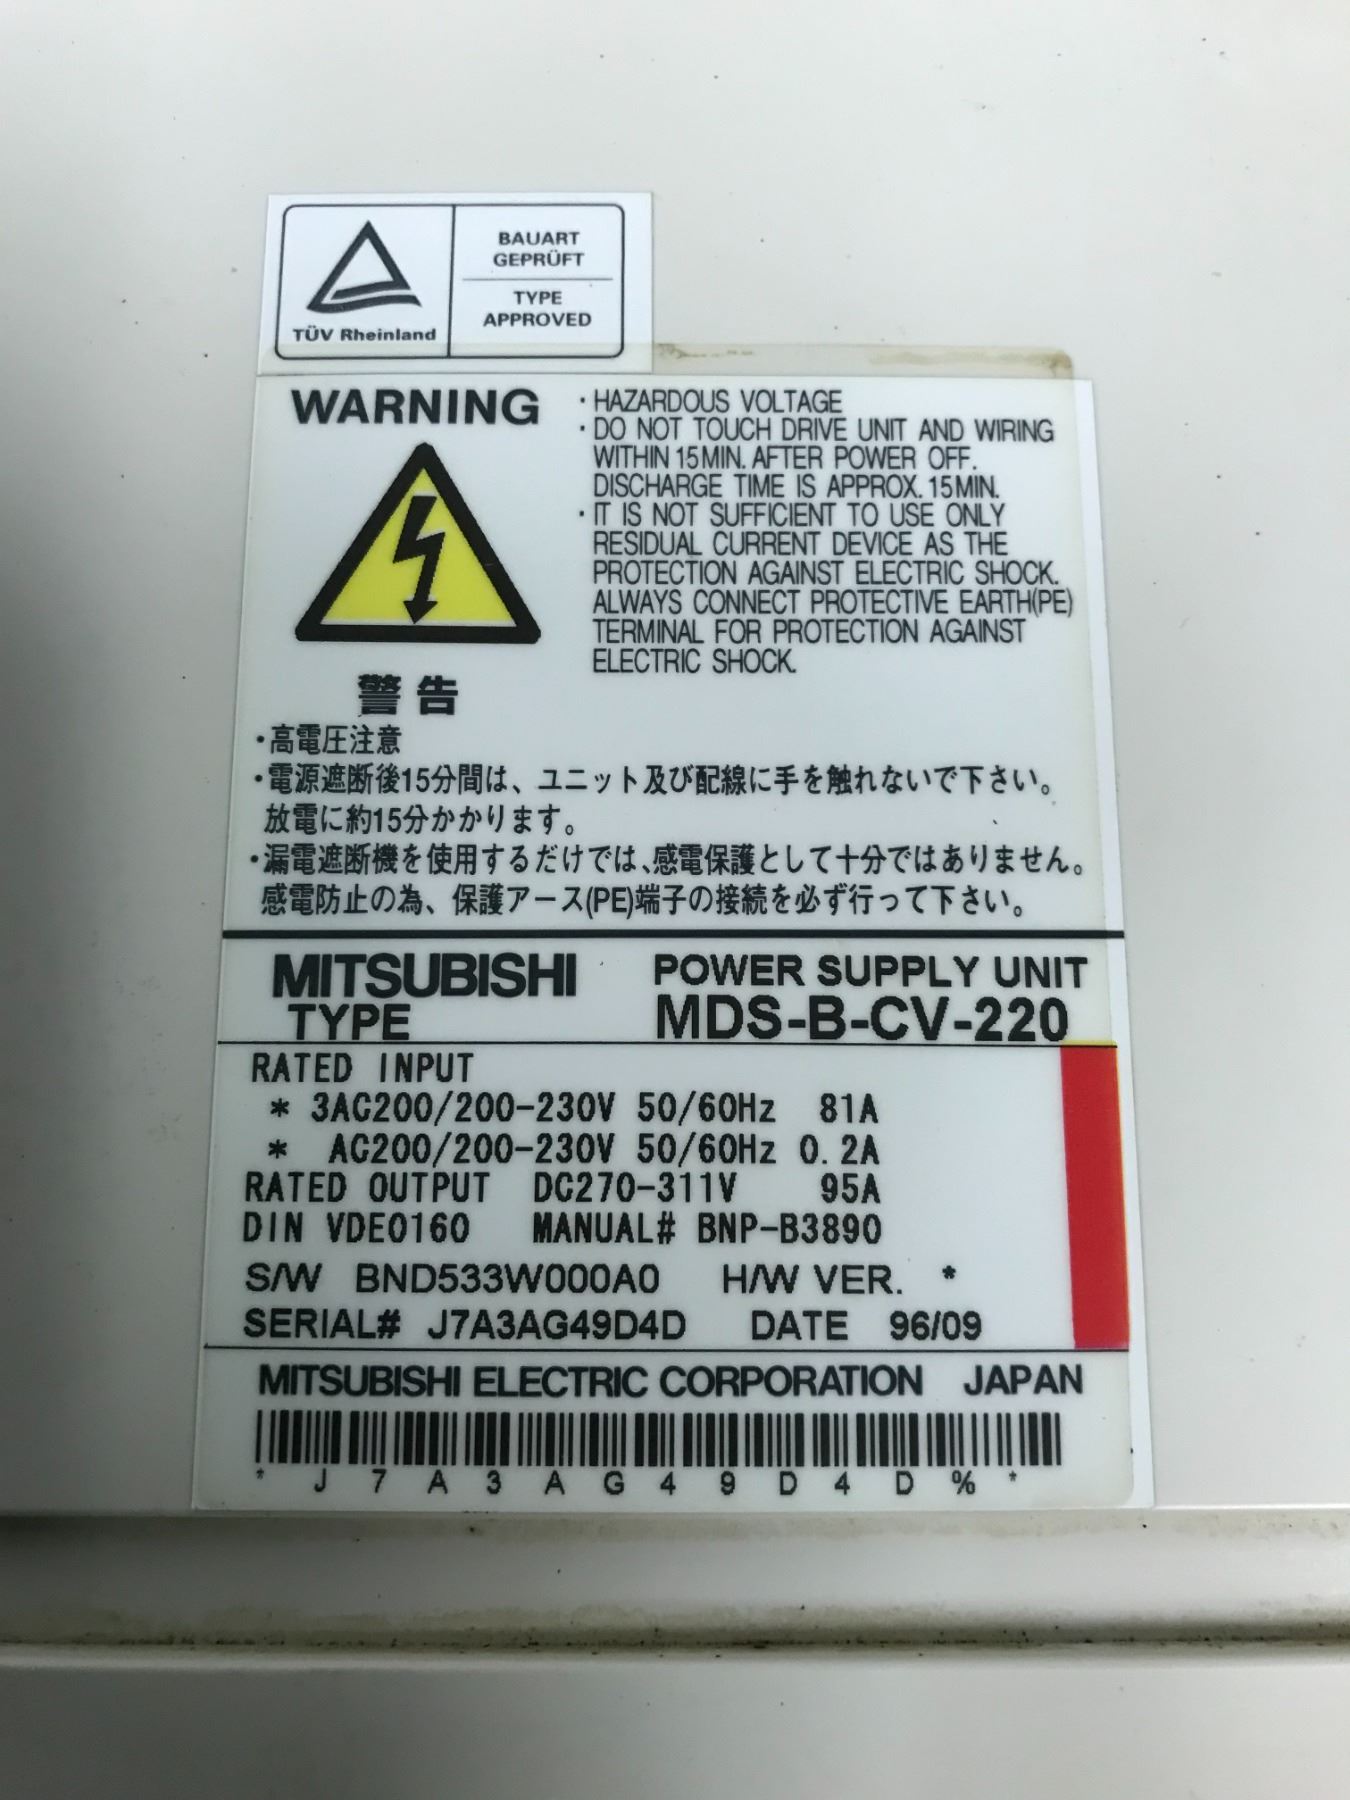 TÜV Rheinland
BAUART
GEPRÜFT
TYPE
APPROVED
WARNING
・HAZARDOUS VOLTAGE
・DO NOT TOUCH DRIVE UNIT AND WIRING
WITHIN 15MIN. AFTER POWER OFF.
DISCHARGE TIME IS APPROX. 15MIN.
・IT IS NOT SUFFICIENT TO USE ONLY
RESIDUAL CURRENT DEVICE AS THE
PROTECTION AGAINST ELECTRIC SHOCK.
ALWAYS CONNECT PROTECTIVE EARTH(PE)
TERMINAL FOR PROTECTION AGAINST
ELECTRIC SHOCK.
警告
・高電圧注意
・電源遮断後15分間は、ユニット及び配線に手を触れないで下さい。
放電に約15分かかります。
・漏電遮断機を使用するだけでは、感電保護として十分ではありません。
感電防止の為、保護アース(PE)端子の接続を必ず行って下さい。
MITSUBISHI POWER SUPPLY UNIT
TYPE MDS-B-CV-220
RATED INPUT
* 3AC200/200-230V 50/60Hz 81A
* AC200/200-230V 50/60Hz 0.2A
RATED OUTPUT DC270-311V 95A
DIN VDE0160 MANUAL# BNP-B3890
S/W BND533W000A0 H/W VER. *
SERIAL# J7A3AG49D4D DATE 96/09
MITSUBISHI ELECTRIC CORPORATION JAPAN
* J 7 A 3 A G 4 9 D 4 D % *